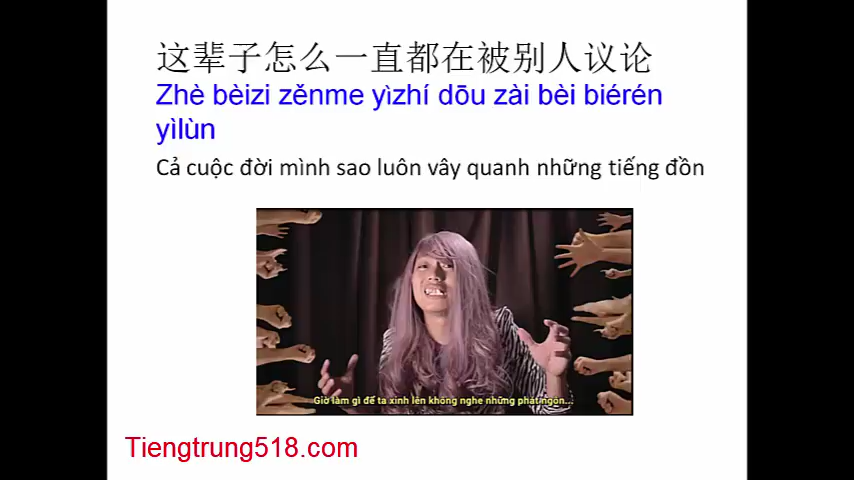 这辈子怎么一直都在被别人议论
Zhè bèizi zěnme yìzhí dōu zài bèi biérén
yìlùn
Cả cuộc đời mình sao luôn vây quanh những tiếng đồn
Giờ làm gì để ta xinh lên không nghe những phát ngôn...
Tiengtrung518.com